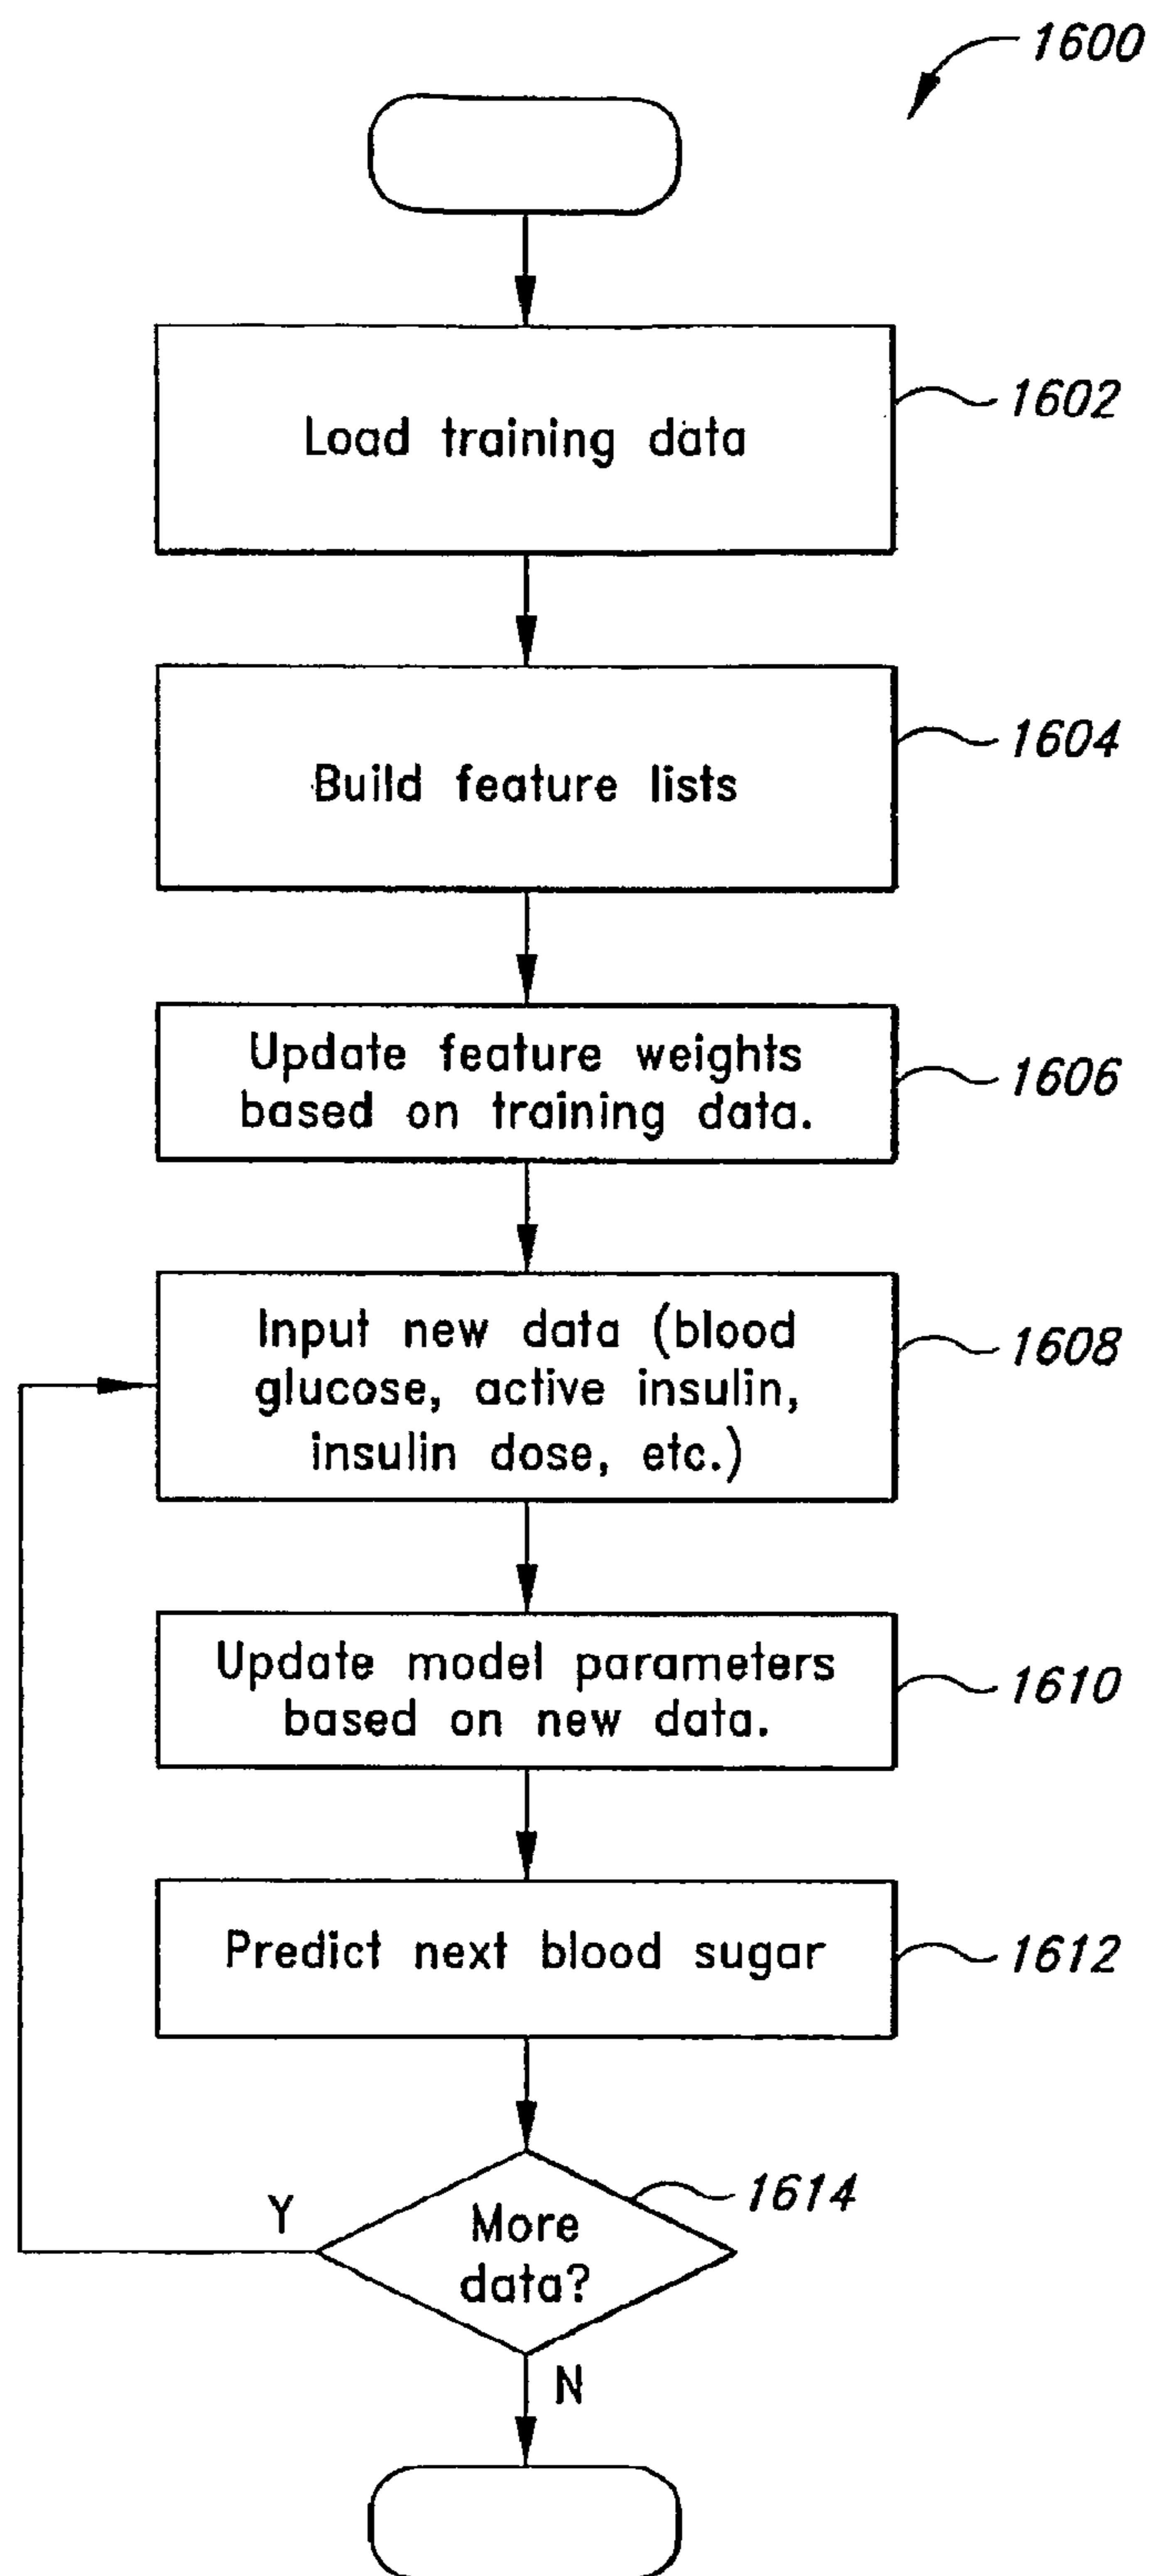 1600
Load training data
1602
Build feature lists
1604
Update feature weights
based on training data.
1606
Input new data (blood
glucose, active insulin,
insulin dose, etc.)
1608
Update model parameters
based on new data.
1610
Predict next blood sugar
1612
More
data?
1614
Y
N